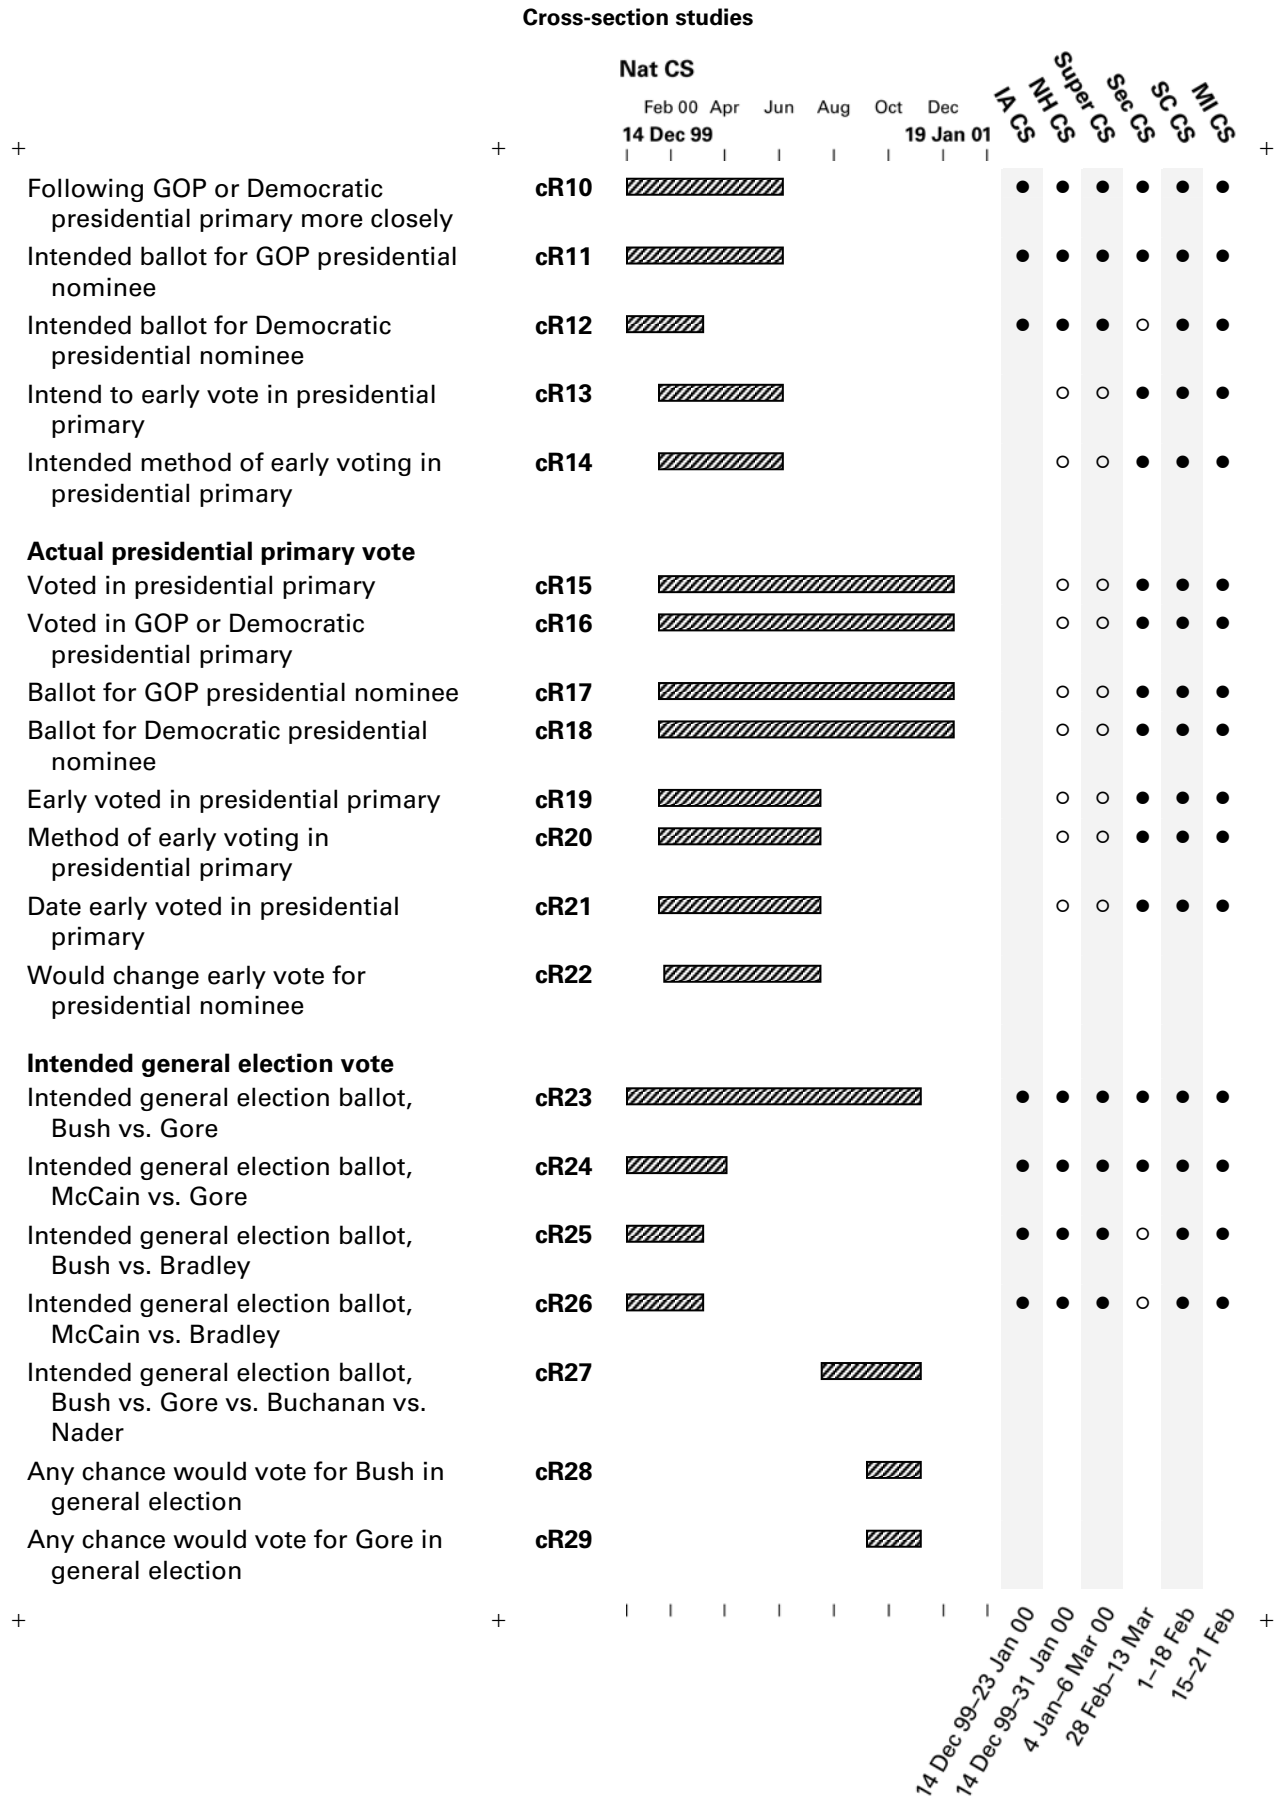 Cross-section studies
Nat CS
Feb 00 Apr Jun Aug Oct Dec
14 Dec 99 19 Jan 01
IA CS
NH CS
Super CS
Sec CS
SC CS
MI CS
Following GOP or Democratic cR10
presidential primary more closely
Intended ballot for GOP presidential cR11
nominee
Intended ballot for Democratic cR12
presidential nominee
Intend to early vote in presidential cR13
primary
Intended method of early voting in cR14
presidential primary
Actual presidential primary vote
Voted in presidential primary cR15
Voted in GOP or Democratic cR16
presidential primary
Ballot for GOP presidential nominee cR17
Ballot for Democratic presidential cR18
nominee
Early voted in presidential primary cR19
Method of early voting in cR20
presidential primary
Date early voted in presidential cR21
primary
Would change early vote for cR22
presidential nominee
Intended general election vote
Intended general election ballot, cR23
Bush vs. Gore
Intended general election ballot, cR24
McCain vs. Gore
Intended general election ballot, cR25
Bush vs. Bradley
Intended general election ballot, cR26
McCain vs. Bradley
Intended general election ballot, cR27
Bush vs. Gore vs. Buchanan vs.
Nader
Any chance would vote for Bush in cR28
general election
Any chance would vote for Gore in cR29
general election
14 Dec 99–23 Jan 00
14 Dec 99–31 Jan 00
4 Jan–6 Mar 00
28 Feb–13 Mar
1–18 Feb
15–21 Feb